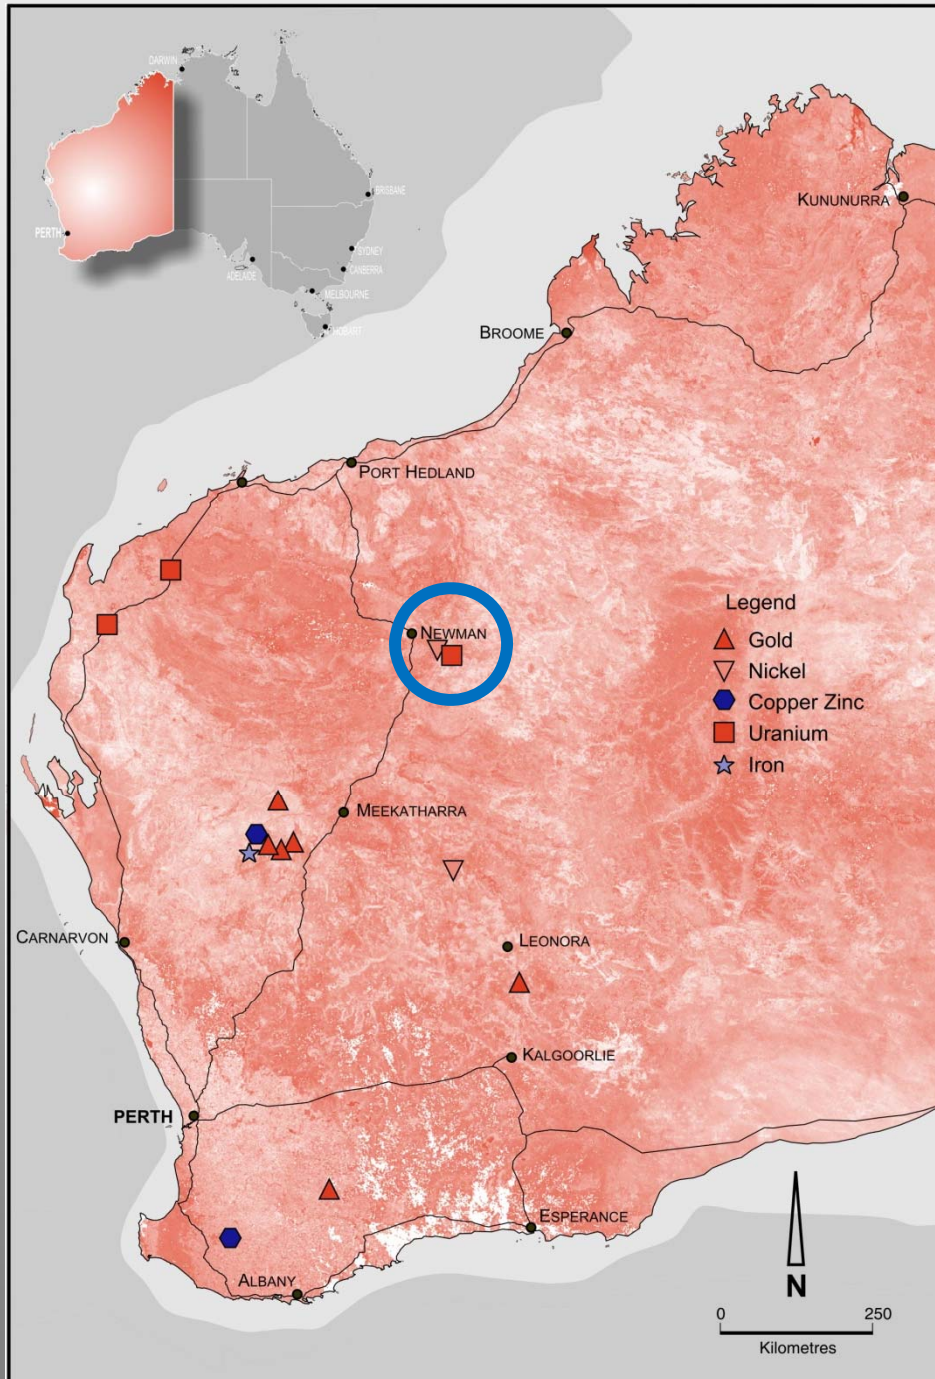 DARWIN
BRISBANE
PERTH
SYDNEY
ADELAIDE
CANBERRA
MELBOURNE
HOBART
KUNUNURRA
BROOME
PORT HEDLAND
Legend
Gold
NEWMAN
Nickel
Copper Zinc
Uranium
Iron
MEEKATHARRA
CARNARVON
LEONORA
KALGOORLIE
PERTH
ESPERANCE
ALBANY
N
0 250
Kilometres